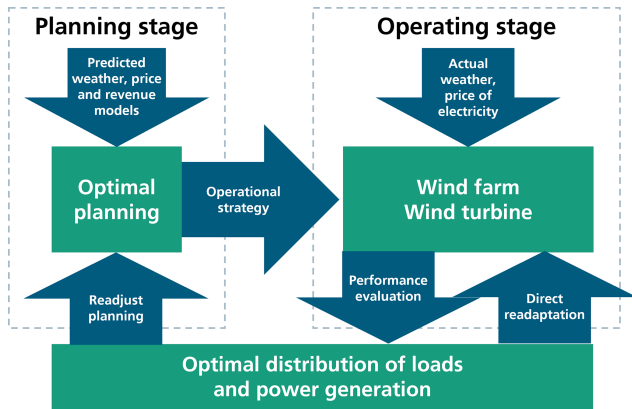 Planning stage
Operating stage
Predicted
weather, price
and revenue
models
Actual
weather,
price of
electricity
Optimal
planning
Operational
strategy
Wind farm
Wind turbine
Readjust
planning
Performance
evaluation
Direct
readaptation
Optimal distribution of loads
and power generation